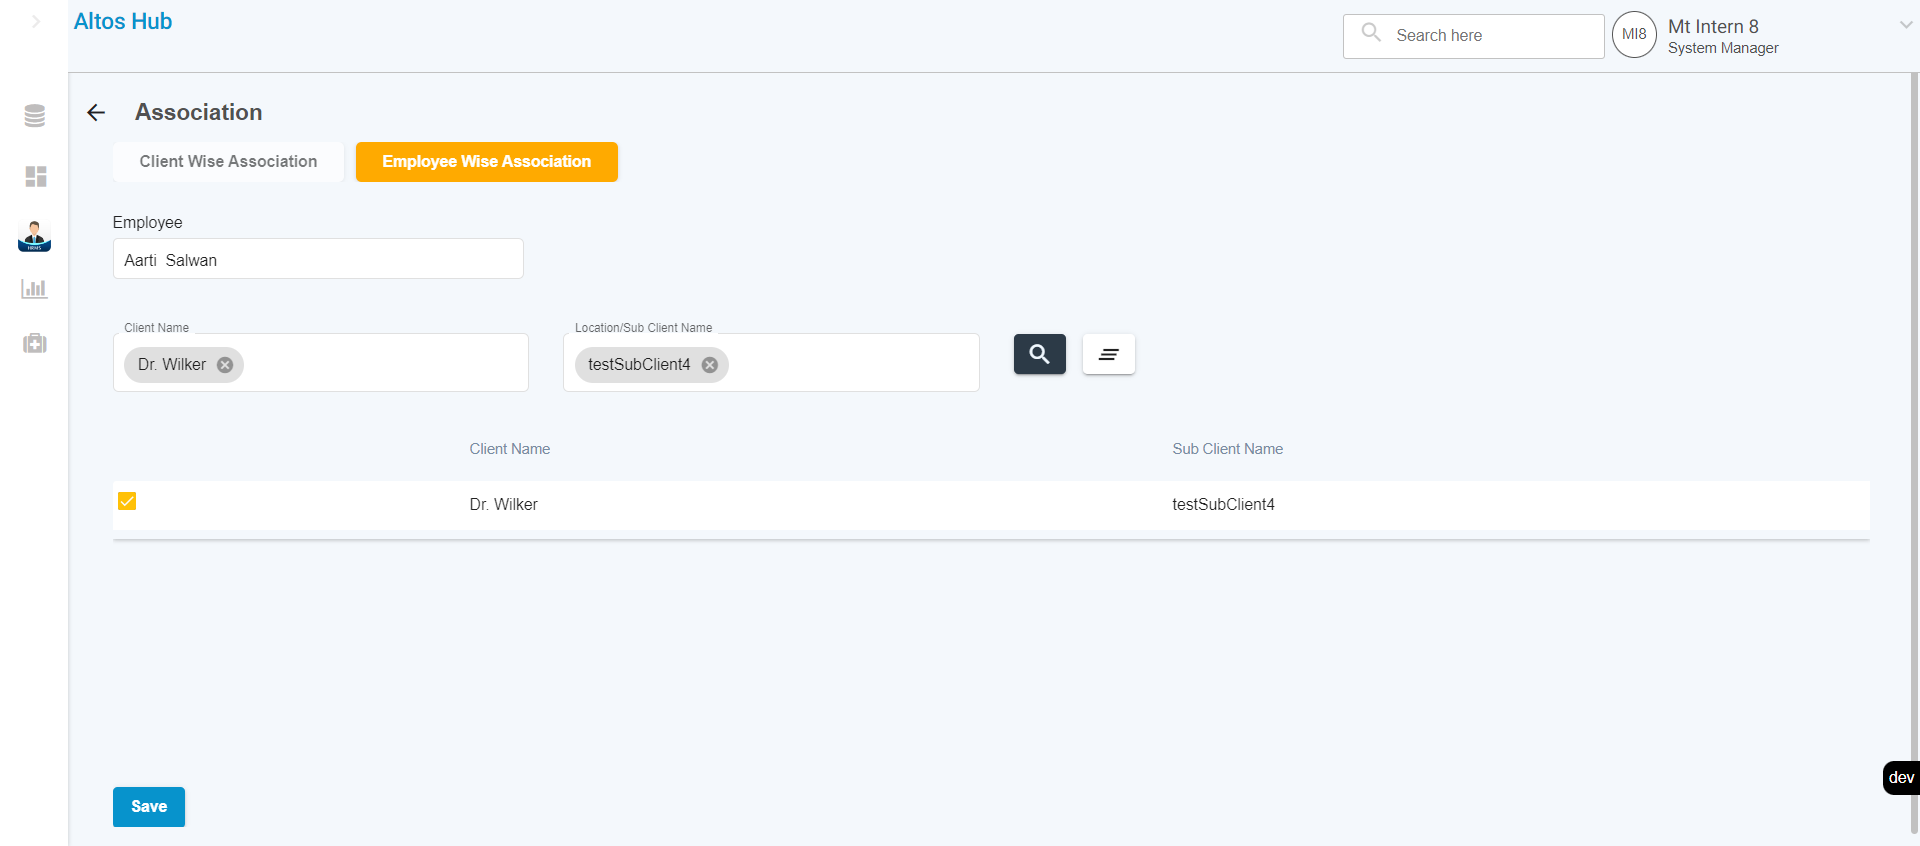 Altos Hub
Search here
MI8
Mt Intern 8
System Manager
Association
Client Wise Association
Employee Wise Association
Employee
Aarti  Salwan
Client Name
Location/Sub Client Name
Dr. Wilker
testSubClient4
Client Name
Sub Client Name
Dr. Wilker
testSubClient4
dev
Save
HRMS